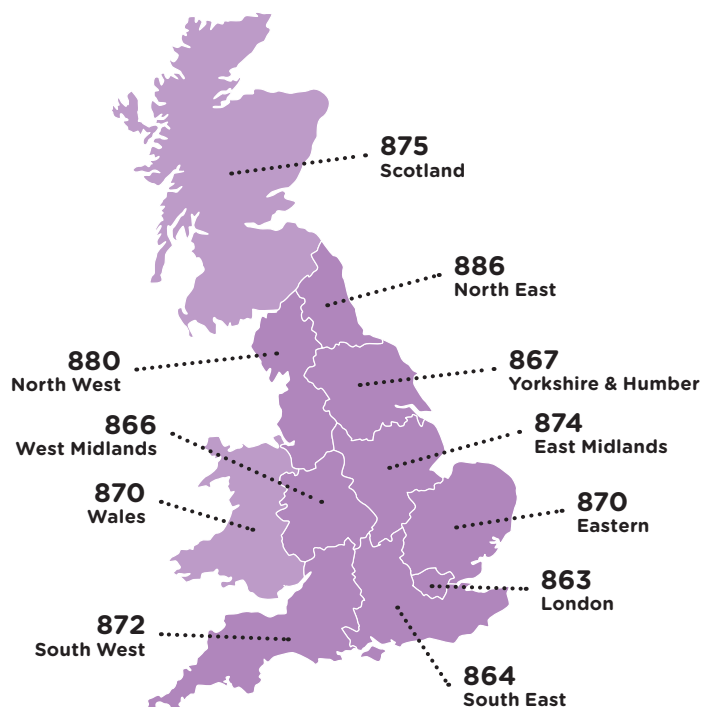 875
Scotland
886
North East
880
North West
867
Yorkshire & Humber
866
West Midlands
874
East Midlands
870
Wales
870
Eastern
863
London
872
South West
864
South East